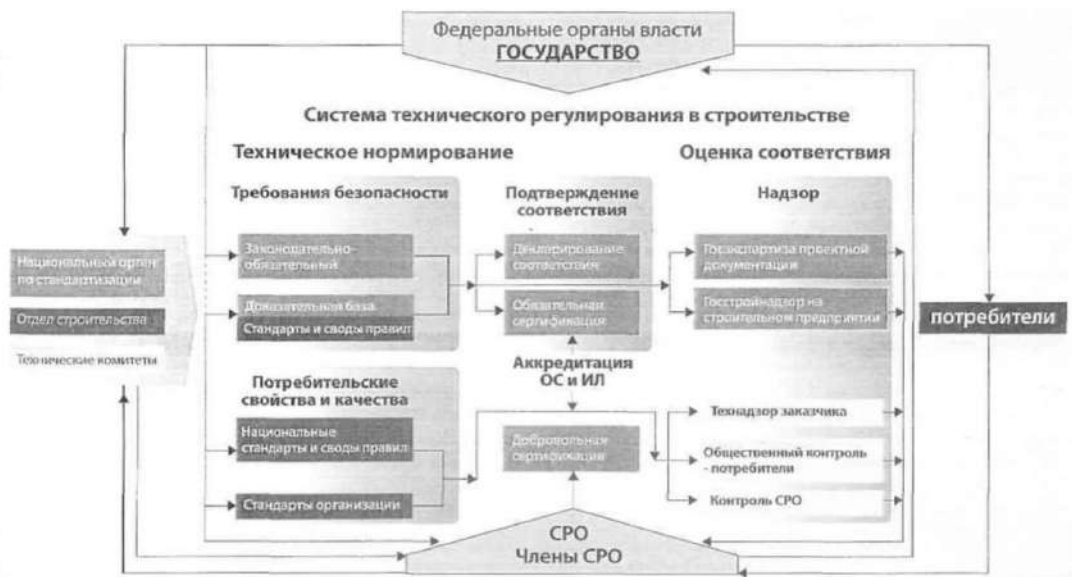 Федеральные органы власти
ГОСУДАРСТВО
Система технического регулирования в строительстве
Техническое нормирование
Оценка соответствия
Требования безопасности
Законодательно-
обязательный
Доказательная база
Стандарты и своды правил
Подтверждение
соответствия
Декларирование
соответствия
Обязательная
сертификация
Надзор
Госэкспертиза проектной
документации
Госстрайнадзор на
строительном предприятии
Национальный орган
по стандартизации
Отдел строительства
Технические комитеты
потребители
Аккредитация
ОС и ИЛ
Потребительские
свойства и качества
Национальные
стандарты и своды правил
Стандарты организации
Добровольная
сертификация
Технадзор заказчика
Общественный контроль
- потребители
Контроль СРО
СРО
Члены СРО